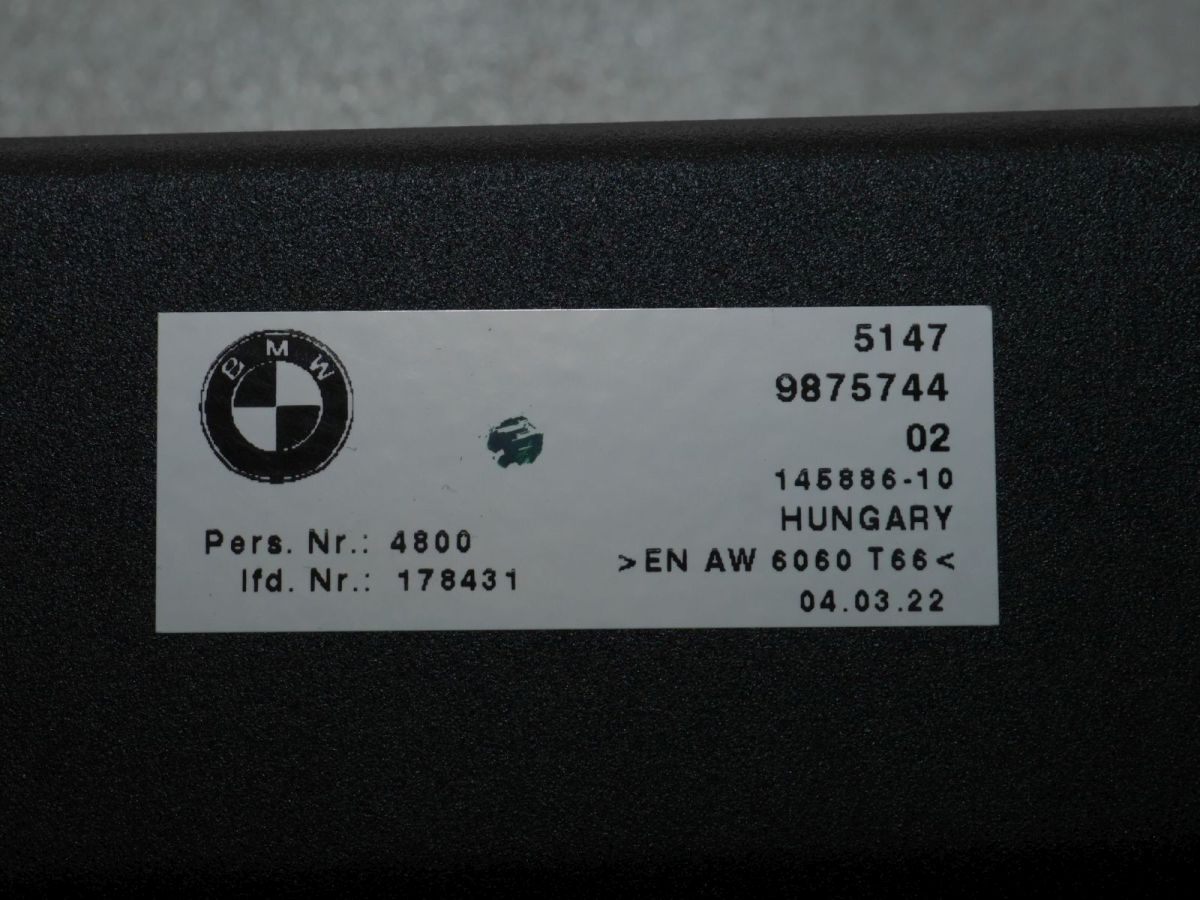 BMW
5147
9875744
02
145886-10
HUNGARY
>EN AW 6060 T66<
04.03.22
Pers. Nr.: 4800
lfd. Nr.: 178431